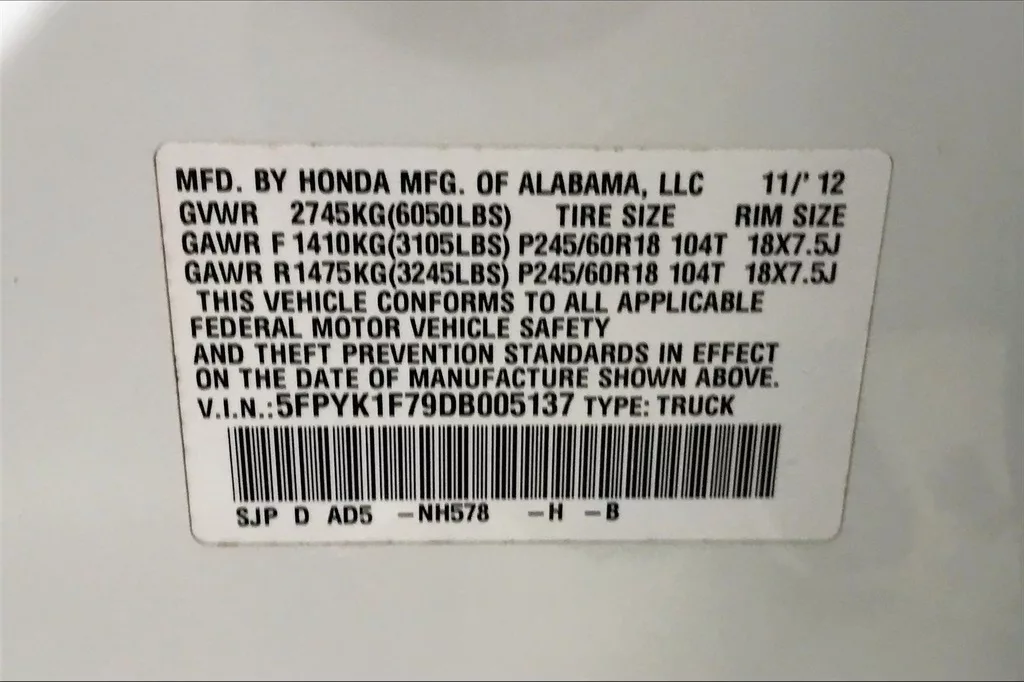 MFD. BY HONDA MFG. OF ALABAMA, LLC 11/' 12
GVWR 2745KG(6050LBS) TIRE SIZE RIM SIZE
GAWR F 1410KG(3105LBS) P245/60R18 104T 18X7.5J
GAWR R1475KG(3245LBS) P245/60R18 104T 18X7.5J
THIS VEHICLE CONFORMS TO ALL APPLICABLE
FEDERAL MOTOR VEHICLE SAFETY
AND THEFT PREVENTION STANDARDS IN EFFECT
ON THE DATE OF MANUFACTURE SHOWN ABOVE.
V.I.N.:5FPYK1F79DB005137 TYPE: TRUCK
SJP D AD5 –NH578 –H –B